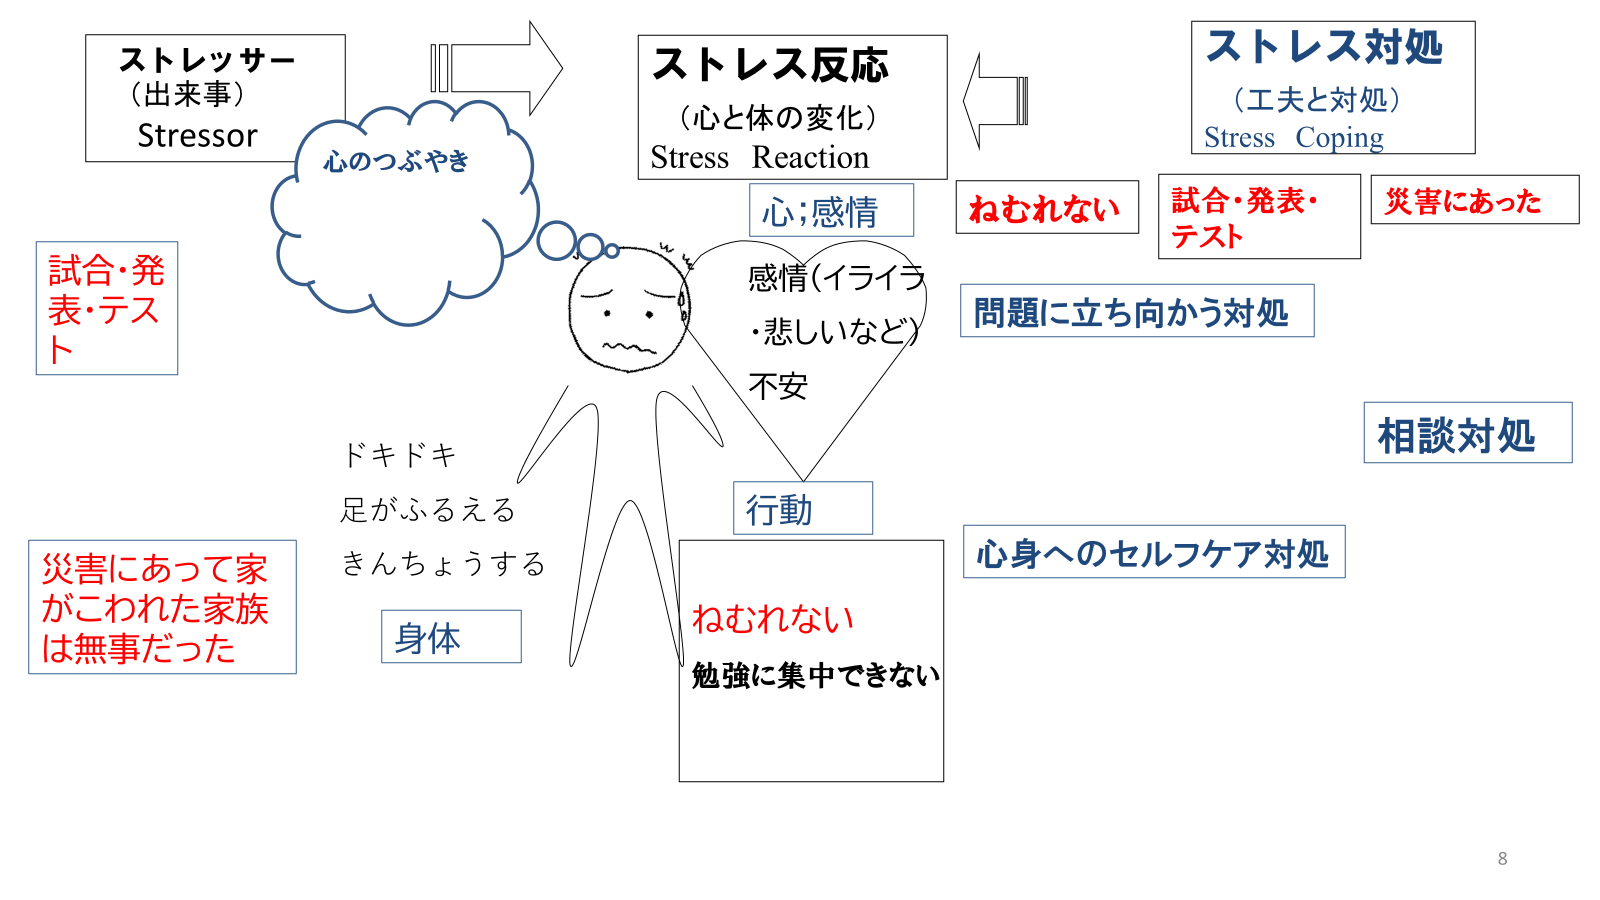 ストレッサー
（出来事）
Stressor
ストレス反応
（心と体の変化）
Stress Reaction
ストレス対処
（工夫と対処）
Stress Coping
心のつぶやき
心；感情
ねむれない
試合・発表・
テスト
災害にあった
試合・発
表・テス
ト
感情（イライラ
・悲しいなど）
不安
問題に立ち向かう対処
相談対処
ドキドキ
足がふるえる
きんちょうする
行動
心身へのセルフケア対処
災害にあって家
がこわれた家族
は無事だった
身体
ねむれない
勉強に集中できない
8